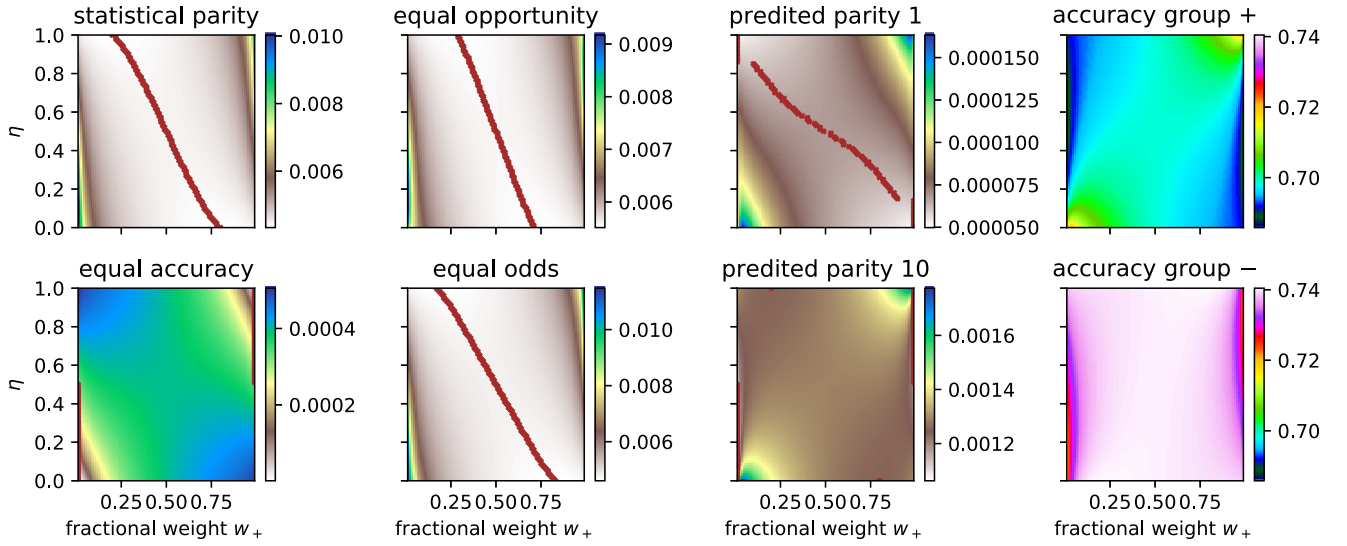 statistical parity
equal opportunity
predited parity 1
accuracy group +
η
1.0
0.8
0.6
0.4
0.2
0.0
0.010
0.008
0.006
0.009
0.008
0.007
0.006
0.000150
0.000125
0.000100
0.000075
0.000050
0.74
0.72
0.70
equal accuracy
equal odds
predited parity 10
accuracy group −
η
1.0
0.8
0.6
0.4
0.2
0.0
0.0004
0.0002
0.010
0.008
0.006
0.0016
0.0014
0.0012
0.74
0.72
0.70
0.25 0.50 0.75
0.25 0.50 0.75
0.25 0.50 0.75
0.25 0.50 0.75
fractional weight w₊
fractional weight w₊
fractional weight w₊
fractional weight w₊